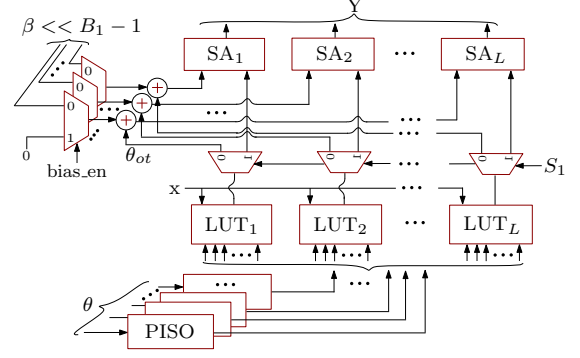 Y
β << B₁ − 1
SA₁ SA₂ ··· SA_L
0
0
0
1
0
bias_en
θ_ot
0 1 0 1 0 1
S₁
x
LUT₁ LUT₂ ··· LUT_L
θ
PISO